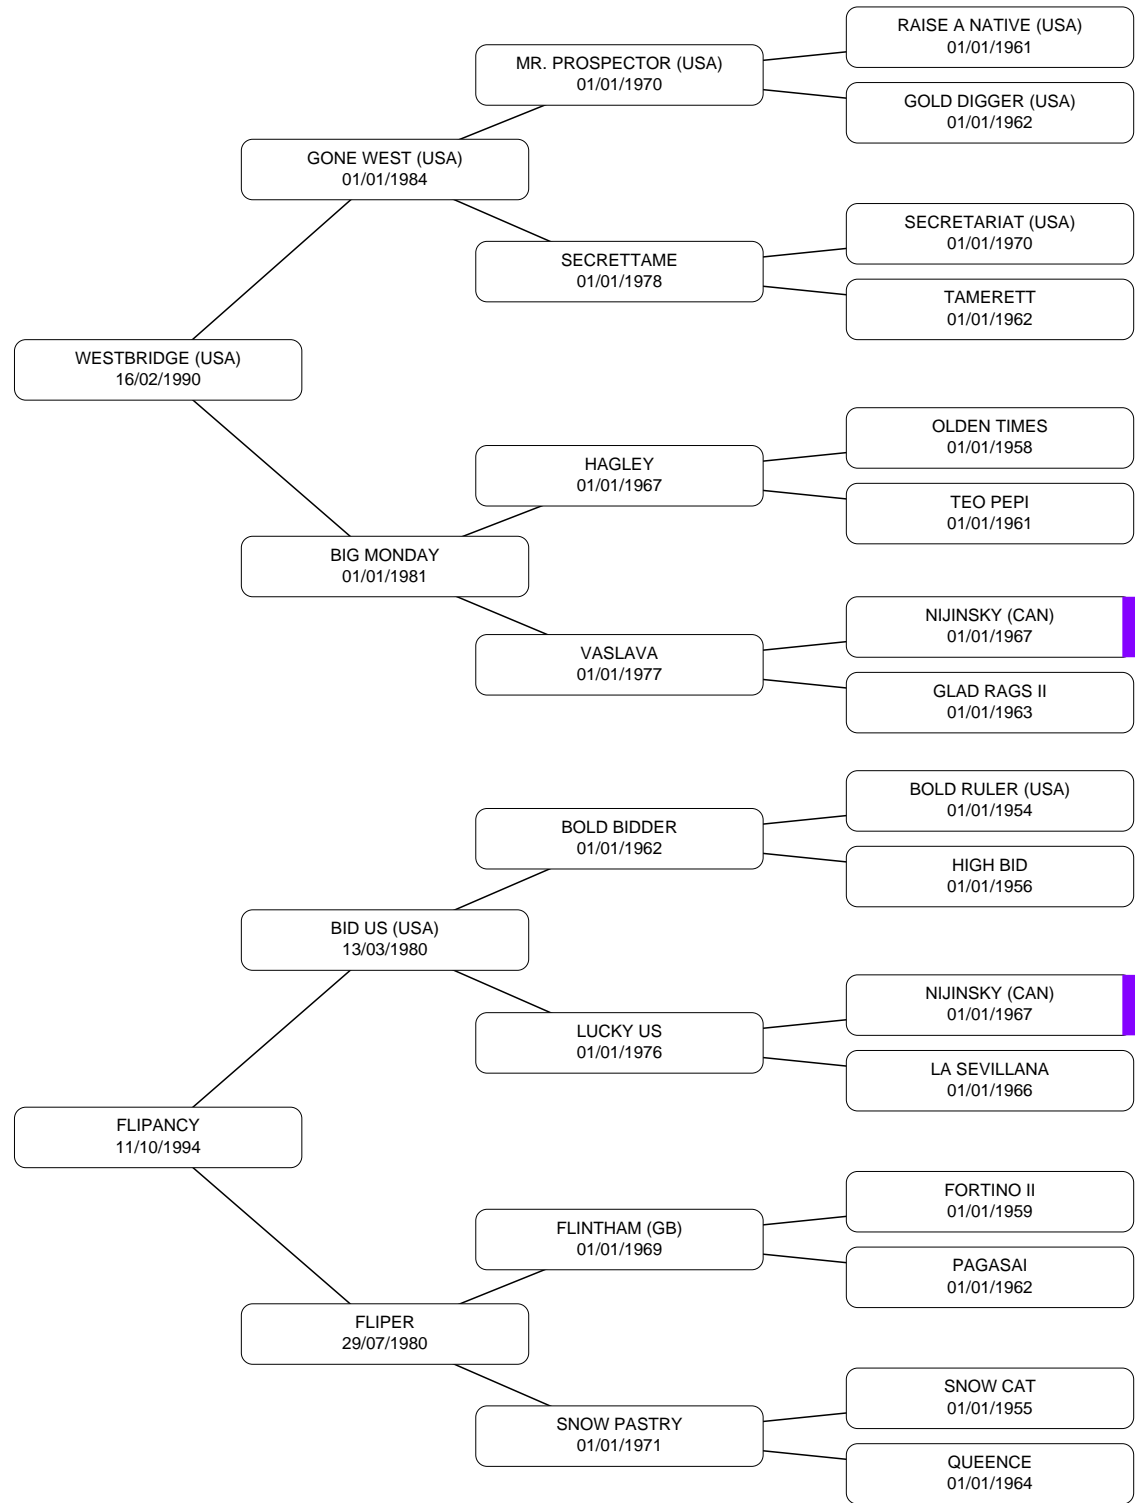 RAISE A NATIVE (USA)
01/01/1961
MR. PROSPECTOR (USA)
01/01/1970
GOLD DIGGER (USA)
01/01/1962
GONE WEST (USA)
01/01/1984
SECRETARIAT (USA)
01/01/1970
SECRETTAME
01/01/1978
TAMERETT
01/01/1962
WESTBRIDGE (USA)
16/02/1990
OLDEN TIMES
01/01/1958
HAGLEY
01/01/1967
TEO PEPI
01/01/1961
BIG MONDAY
01/01/1981
NIJINSKY (CAN)
01/01/1967
VASLAVA
01/01/1977
GLAD RAGS II
01/01/1963
BOLD RULER (USA)
01/01/1954
BOLD BIDDER
01/01/1962
HIGH BID
01/01/1956
BID US (USA)
13/03/1980
NIJINSKY (CAN)
01/01/1967
LUCKY US
01/01/1976
LA SEVILLANA
01/01/1966
FLIPANCY
11/10/1994
FORTINO II
01/01/1959
FLINTHAM (GB)
01/01/1969
PAGASAI
01/01/1962
FLIPER
29/07/1980
SNOW CAT
01/01/1955
SNOW PASTRY
01/01/1971
QUEENCE
01/01/1964